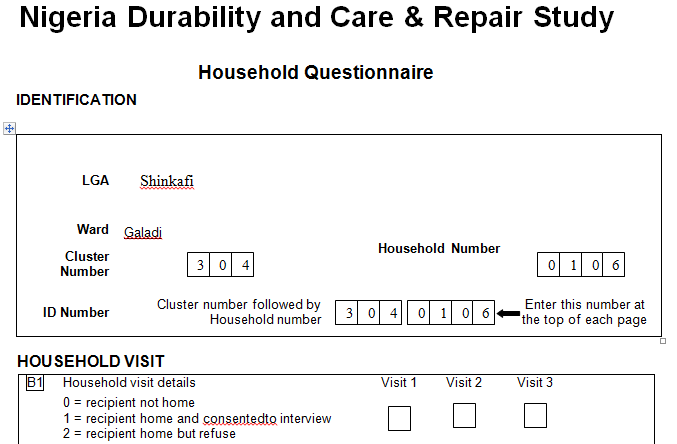 Nigeria Durability and Care & Repair Study
Household Questionnaire
IDENTIFICATION
LGA Shinkafi
Ward Galadi
Cluster Number 3 0 4 Household Number 0 1 0 6
ID Number Cluster number followed by Household number 3 0 4 0 1 0 6 Enter this number at the top of each page
HOUSEHOLD VISIT
B1 Household visit details Visit 1 Visit 2 Visit 3
0 = recipient not home
1 = recipient home and consentedto interview
2 = recipient home but refuse